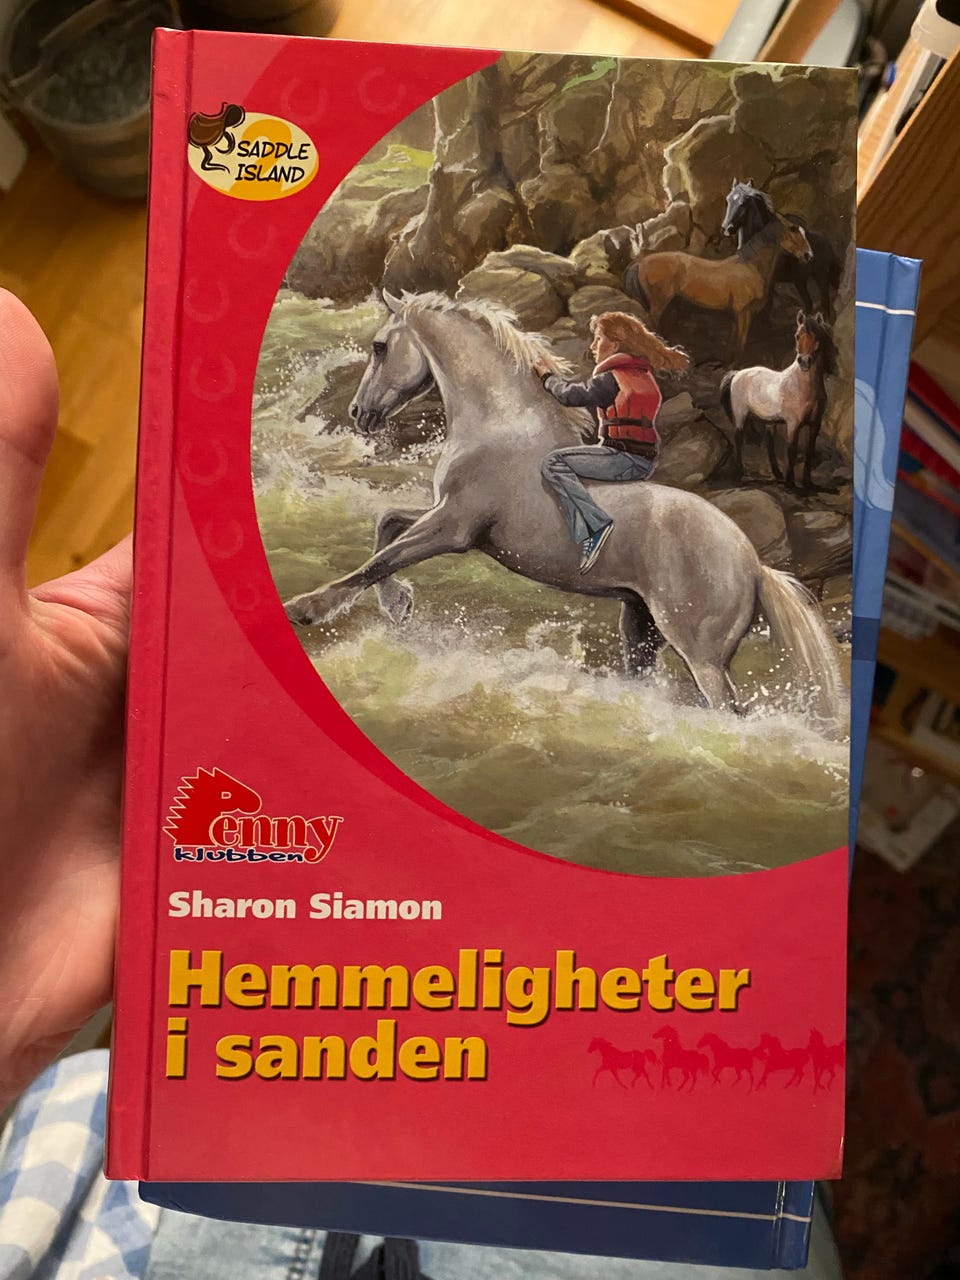 SADDLE
ISLAND
Penny
klubben
Sharon Siamon
Hemmeligheter
i sanden